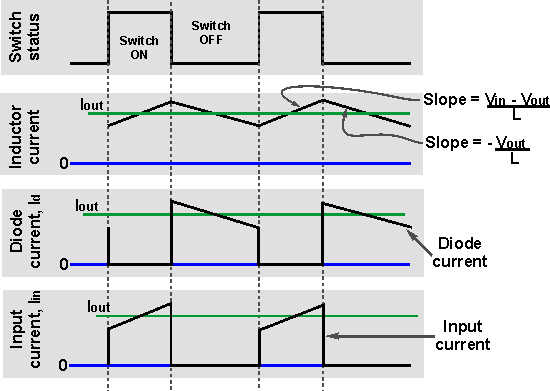 Switch
status
Switch
ON
Switch
OFF
Inductor
current
Iout
0
Slope = Vin - Vout
L
Slope = - Vout
L
Diode
current, Id
Iout
0
Diode
current
Input
current, Iin
Iout
0
Input
current